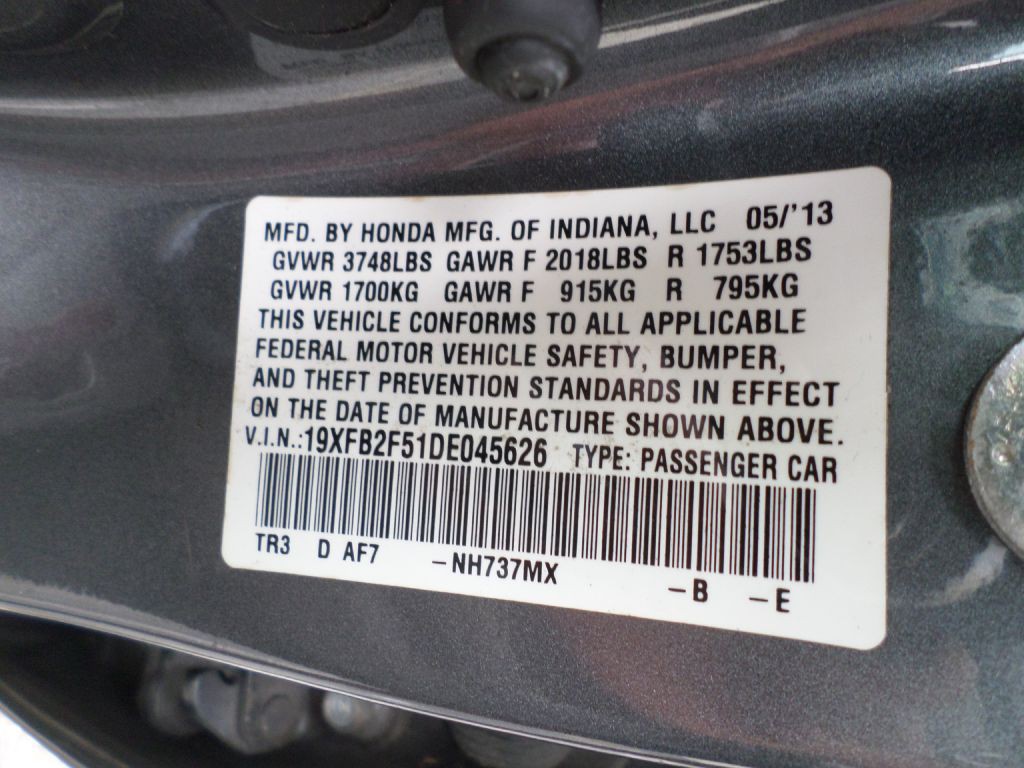 MFD. BY HONDA MFG. OF INDIANA, LLC 05/'13
GVWR 3748LBS GAWR F 2018LBS R 1753LBS
GVWR 1700KG GAWR F 915KG R 795KG
THIS VEHICLE CONFORMS TO ALL APPLICABLE
FEDERAL MOTOR VEHICLE SAFETY, BUMPER,
AND THEFT PREVENTION STANDARDS IN EFFECT
ON THE DATE OF MANUFACTURE SHOWN ABOVE.
V.I.N.:19XFB2F51DE045626 TYPE: PASSENGER CAR
TR3 D AF7 -NH737MX -B -E